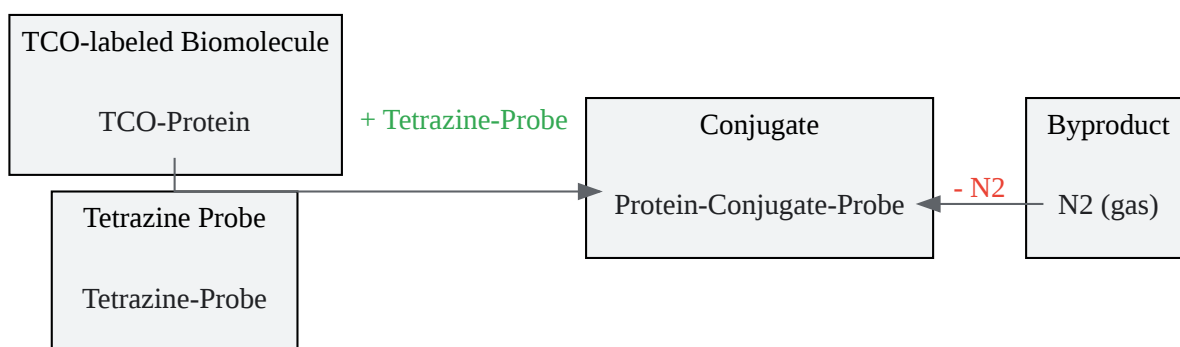 TCO-labeled Biomolecule
TCO-Protein
+ Tetrazine-Probe
Tetrazine Probe
Tetrazine-Probe
Conjugate
Protein-Conjugate-Probe
- N2
Byproduct
N2 (gas)